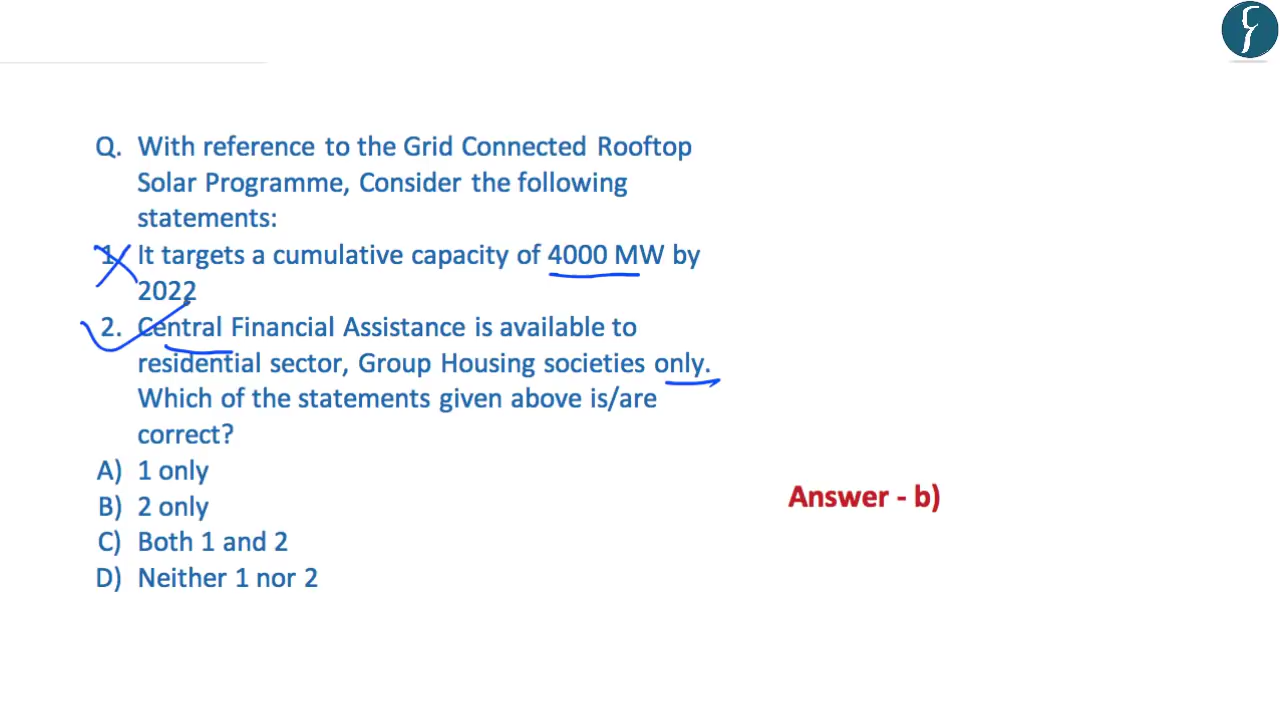 Q. With reference to the Grid Connected Rooftop
Solar Programme, Consider the following
statements:
1. It targets a cumulative capacity of 4000 MW by
2022
2. Central Financial Assistance is available to
residential sector, Group Housing societies only.
Which of the statements given above is/are
correct?
A) 1 only
B) 2 only
C) Both 1 and 2
D) Neither 1 nor 2
Answer - b)